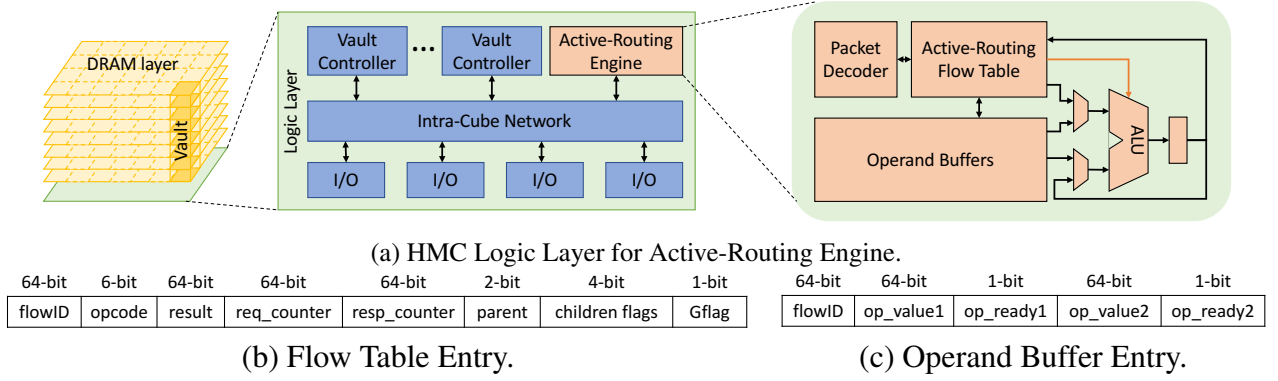 DRAM layer
Vault
Logic Layer
Vault Controller
...
Vault Controller
Active-Routing Engine
Intra-Cube Network
I/O
I/O
I/O
I/O
Packet Decoder
Active-Routing Flow Table
Operand Buffers
ALU
(a) HMC Logic Layer for Active-Routing Engine.
64-bit 6-bit 64-bit 64-bit 64-bit 2-bit 4-bit 1-bit
flowID opcode result req_counter resp_counter parent children flags Gflag
(b) Flow Table Entry.
64-bit 64-bit 1-bit 64-bit 1-bit
flowID op_value1 op_ready1 op_value2 op_ready2
(c) Operand Buffer Entry.